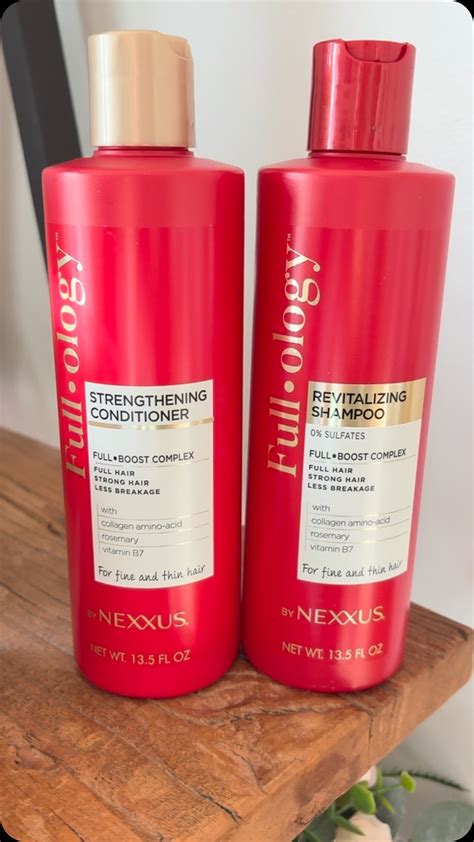 Full•ology™
STRENGTHENING
CONDITIONER
FULL•BOOST COMPLEX
FULL HAIR
STRONG HAIR
LESS BREAKAGE
with
collagen amino-acid
rosemary
vitamin B7
For fine and thin hair
BY NEXXUS.
NET WT. 13.5 FL OZ
Full•ology™
REVITALIZING
SHAMPOO
0% SULFATES
FULL•BOOST COMPLEX
FULL HAIR
STRONG HAIR
LESS BREAKAGE
with
collagen amino-acid
rosemary
vitamin B7
For fine and thin hair
BY NEXXUS.
NET WT. 13.5 FL OZ